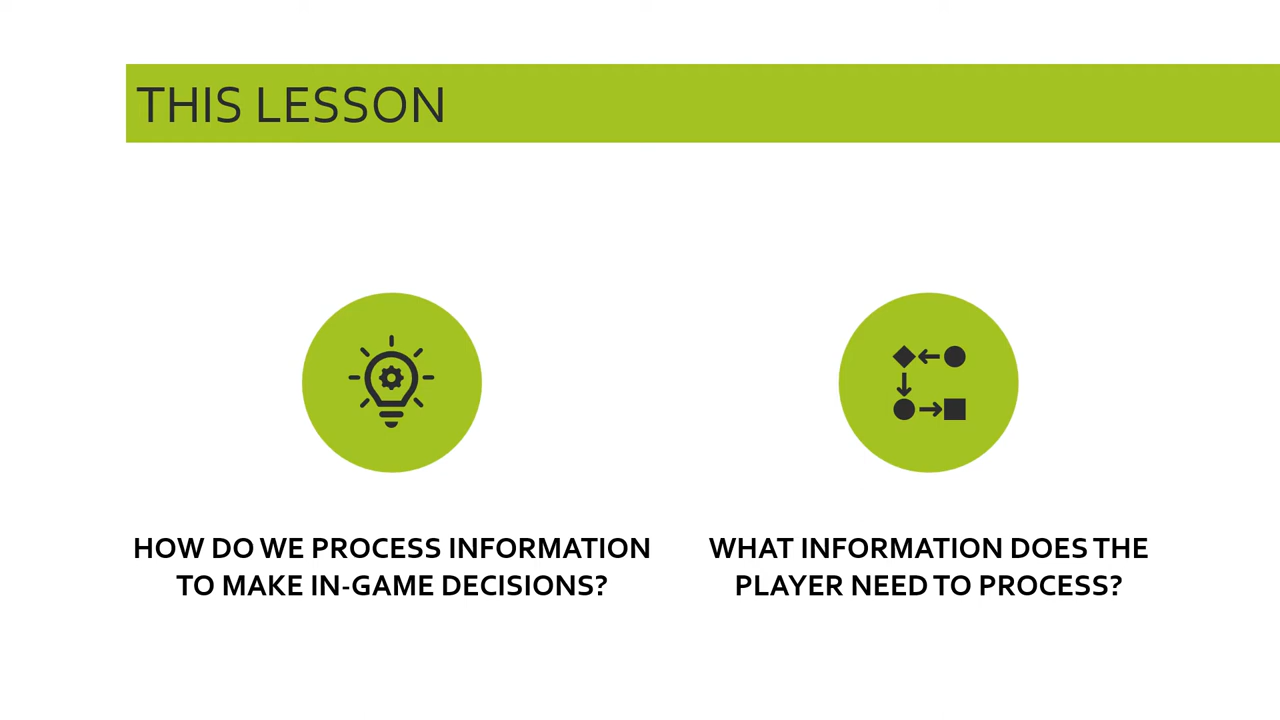 THIS LESSON
HOW DO WE PROCESS INFORMATION
TO MAKE IN-GAME DECISIONS?
WHAT INFORMATION DOES THE
PLAYER NEED TO PROCESS?